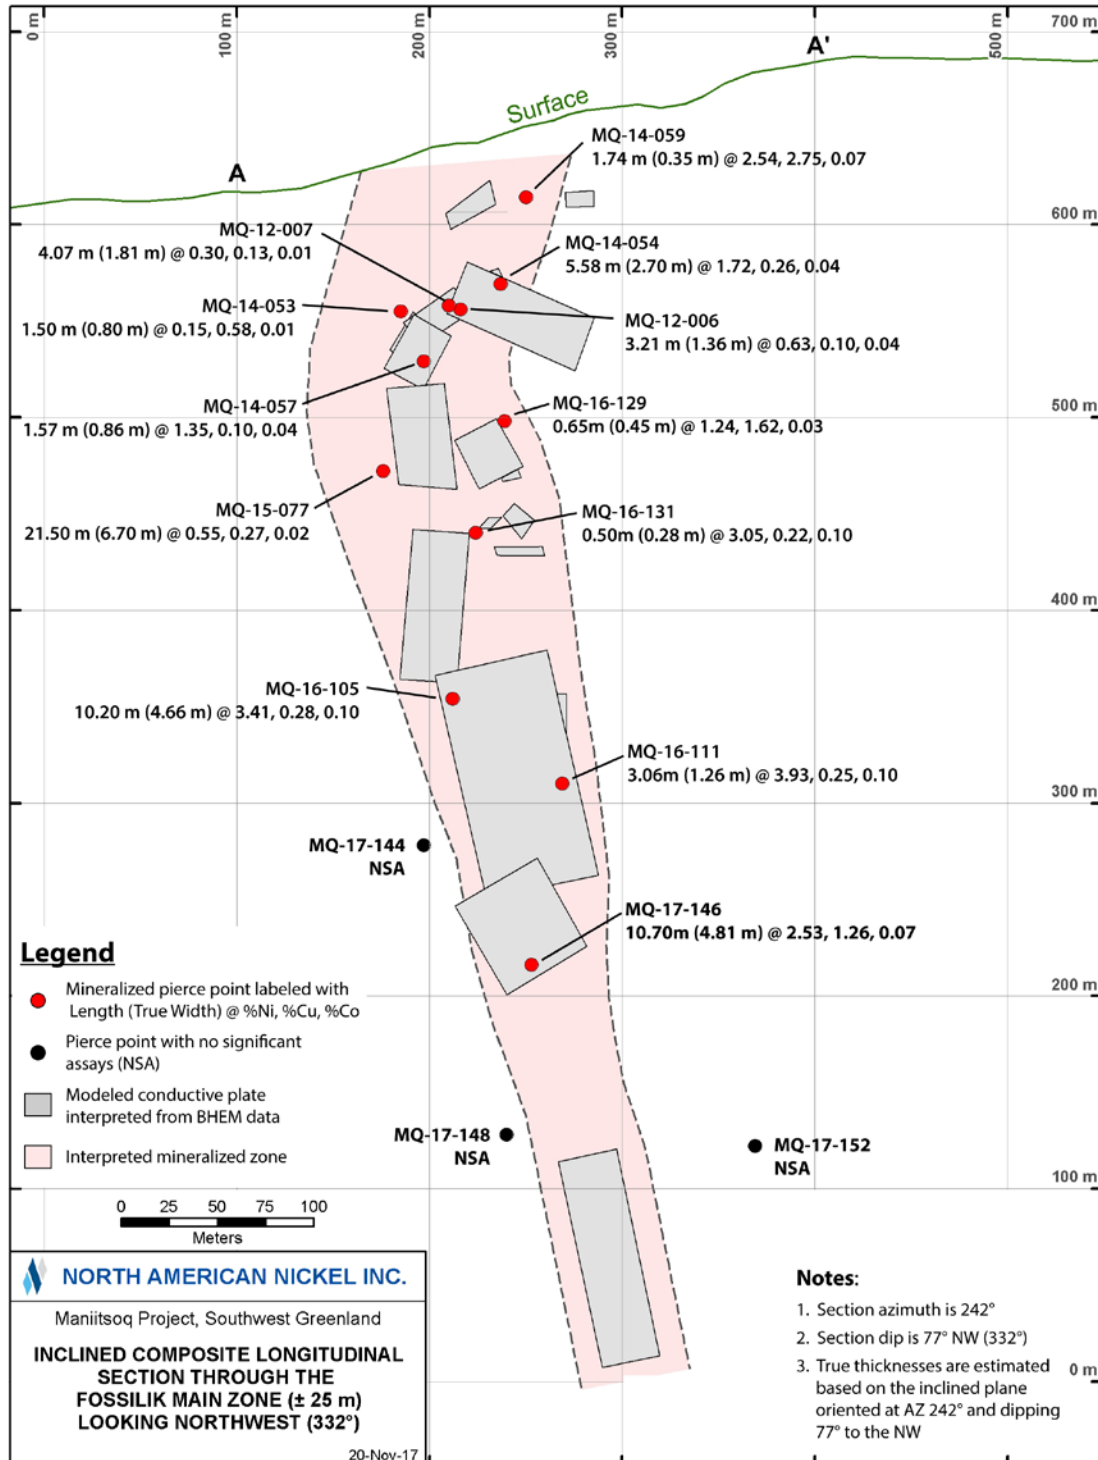 0 m
100 m
200 m
300 m
500 m
700 m
A'
Surface
A
MQ-14-059
1.74 m (0.35 m) @ 2.54, 2.75, 0.07
600 m
MQ-12-007
4.07 m (1.81 m) @ 0.30, 0.13, 0.01
MQ-14-054
5.58 m (2.70 m) @ 1.72, 0.26, 0.04
MQ-14-053
1.50 m (0.80 m) @ 0.15, 0.58, 0.01
MQ-12-006
3.21 m (1.36 m) @ 0.63, 0.10, 0.04
MQ-14-057
1.57 m (0.86 m) @ 1.35, 0.10, 0.04
MQ-16-129
0.65m (0.45 m) @ 1.24, 1.62, 0.03
500 m
MQ-15-077
21.50 m (6.70 m) @ 0.55, 0.27, 0.02
MQ-16-131
0.50m (0.28 m) @ 3.05, 0.22, 0.10
400 m
MQ-16-105
10.20 m (4.66 m) @ 3.41, 0.28, 0.10
MQ-16-111
3.06m (1.26 m) @ 3.93, 0.25, 0.10
300 m
MQ-17-144
NSA
MQ-17-146
10.70m (4.81 m) @ 2.53, 1.26, 0.07
200 m
MQ-17-148
NSA
MQ-17-152
NSA
100 m
0 m
Legend
Mineralized pierce point labeled with
Length (True Width) @ %Ni, %Cu, %Co
Pierce point with no significant
assays (NSA)
Modeled conductive plate
interpreted from BHEM data
Interpreted mineralized zone
0 25 50 75 100
Meters
NORTH AMERICAN NICKEL INC.
Maniitsoq Project, Southwest Greenland
INCLINED COMPOSITE LONGITUDINAL
SECTION THROUGH THE
FOSSILIK MAIN ZONE (± 25 m)
LOOKING NORTHWEST (332°)
20-Nov-17
Notes:
1. Section azimuth is 242°
2. Section dip is 77° NW (332°)
3. True thicknesses are estimated
based on the inclined plane
oriented at AZ 242° and dipping
77° to the NW